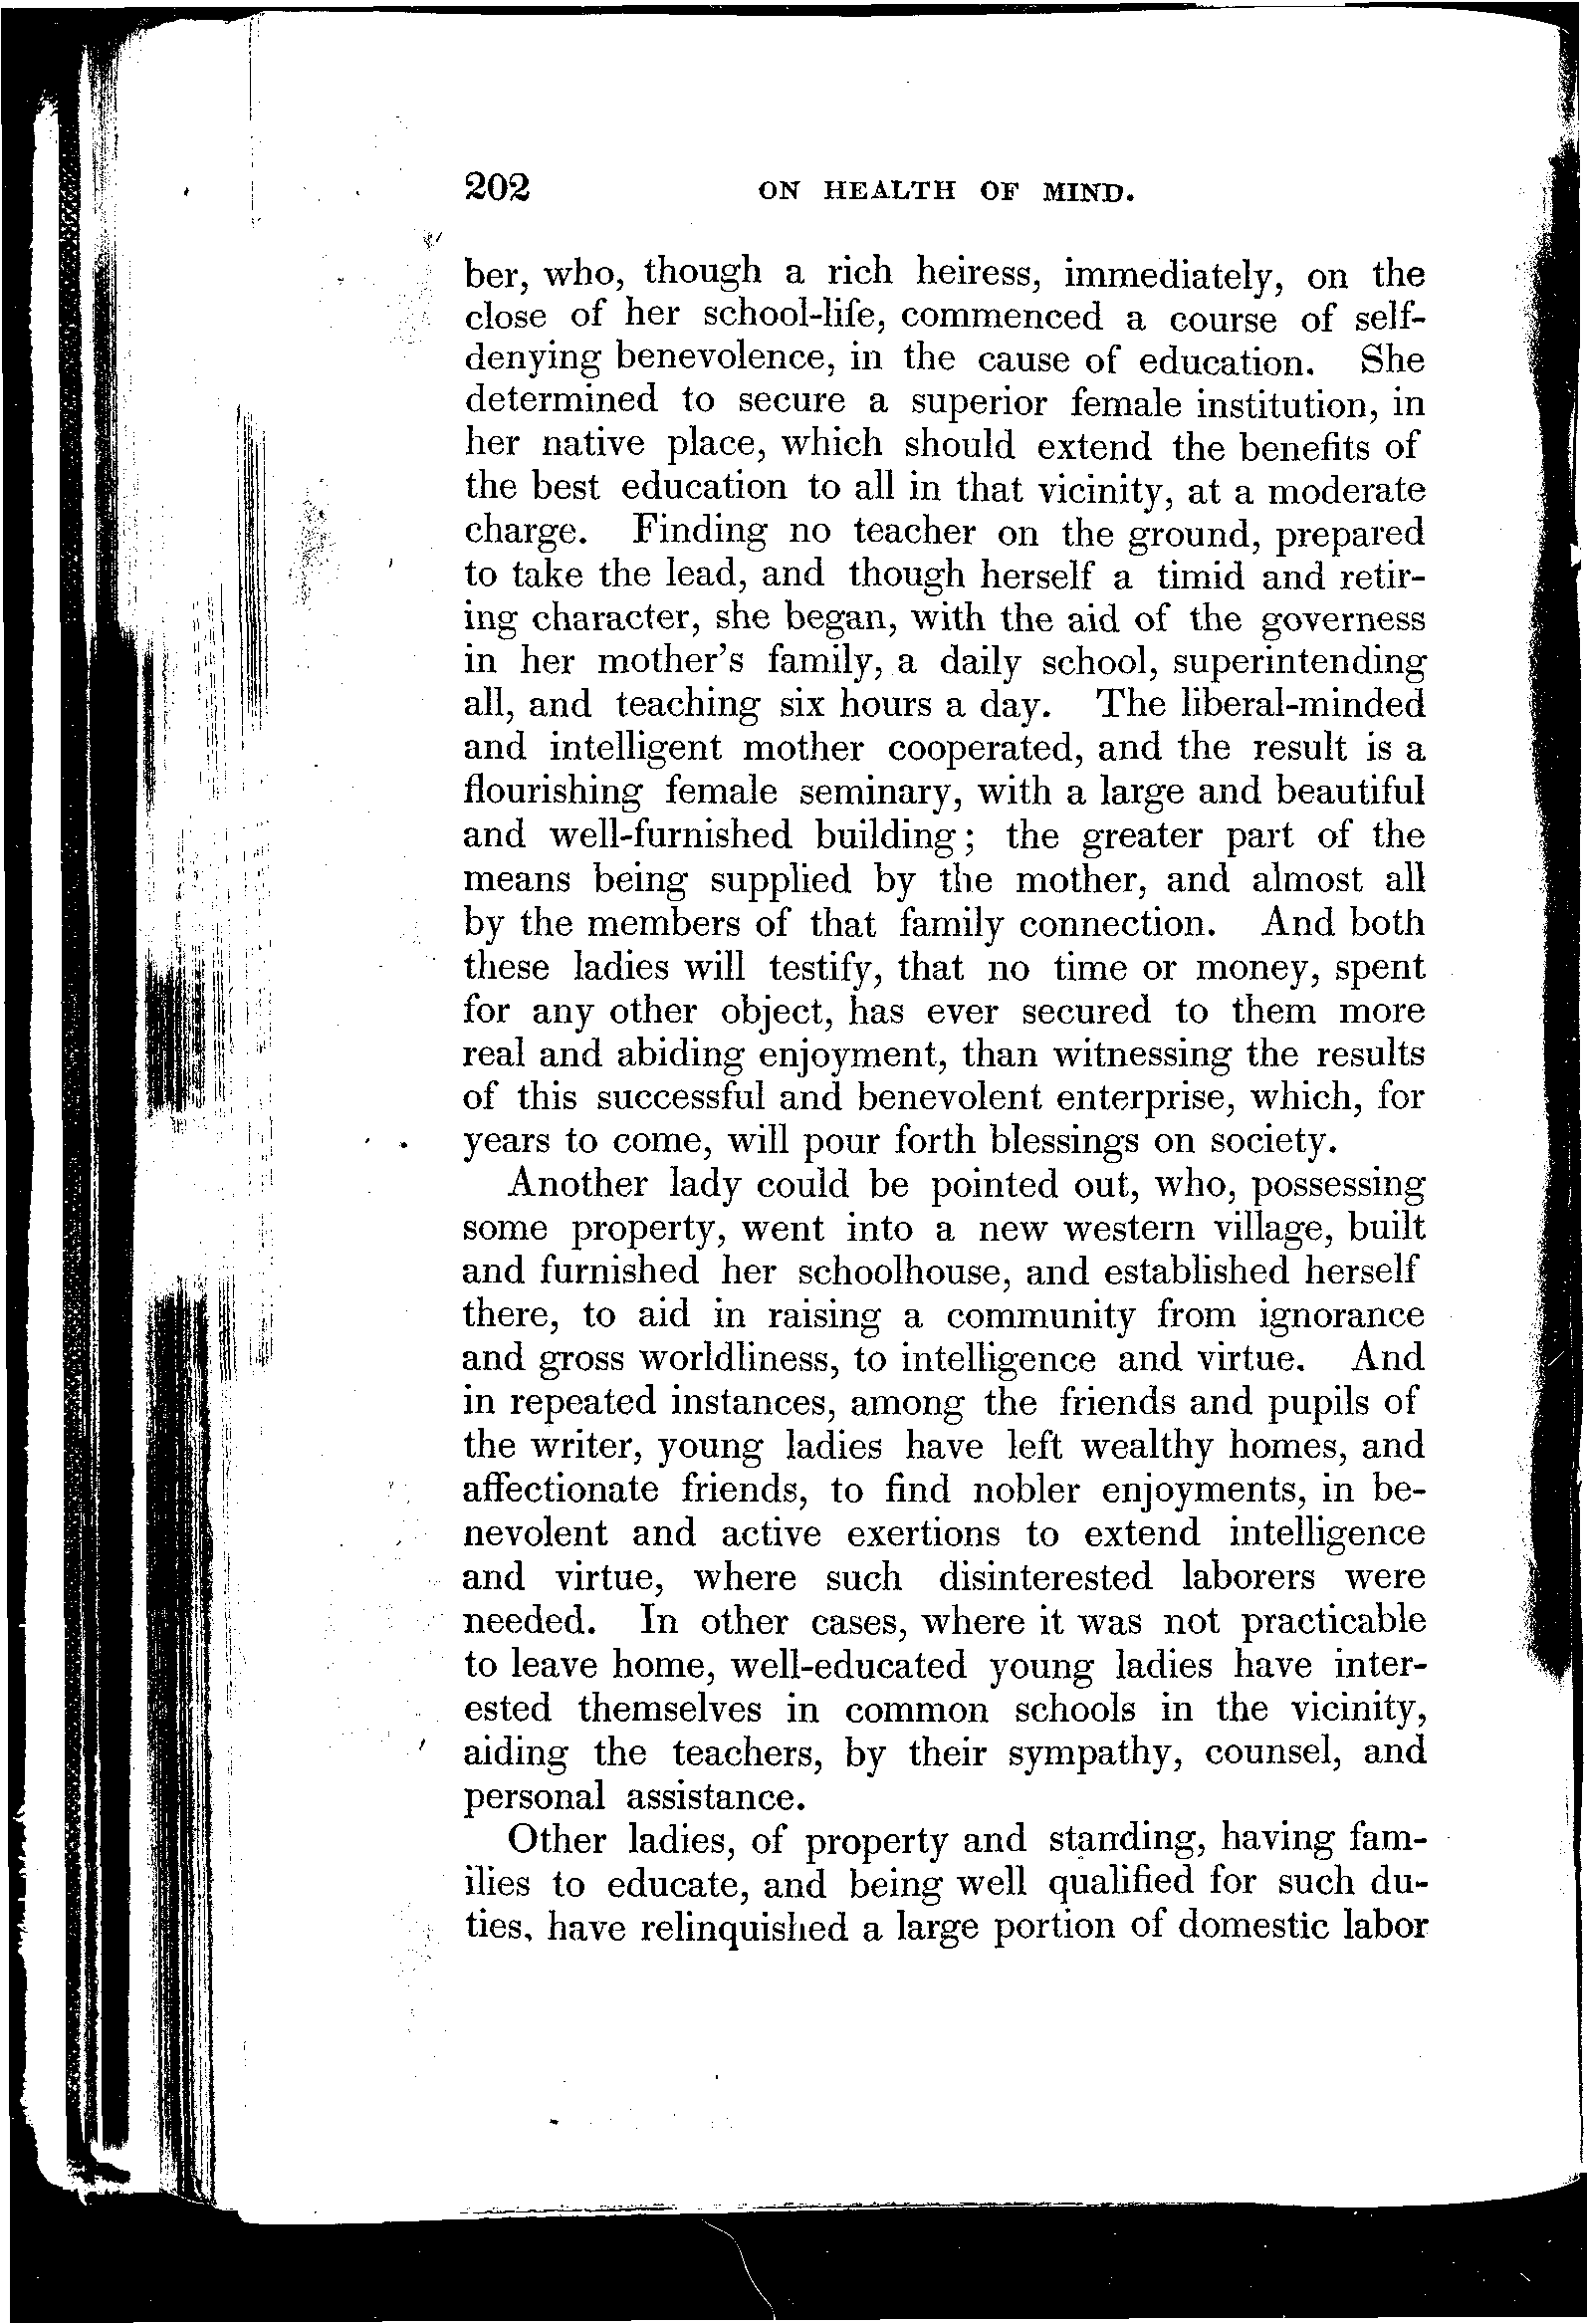 202 ON HEALTH OF MIND.
ber, who, though a rich heiress, immediately, on the
close of her school-life, commenced a course of self-
denying benevolence, in the cause of education. She
determined to secure a superior female institution, in
her native place, which should extend the benefits of
the best education to all in that vicinity, at a moderate
charge. Finding no teacher on the ground, prepared
to take the lead, and though herself a timid and retir-
ing character, she began, with the aid of the governess
in her mother's family, a daily school, superintending
all, and teaching six hours a day. The liberal-minded
and intelligent mother cooperated, and the result is a
flourishing female seminary, with a large and beautiful
and well-furnished building; the greater part of the
means being supplied by the mother, and almost all
by the members of that family connection. And both
these ladies will testify, that no time or money, spent
for any other object, has ever secured to them more
real and abiding enjoyment, than witnessing the results
of this successful and benevolent enterprise, which, for
years to come, will pour forth blessings on society.
Another lady could be pointed out, who, possessing
some property, went into a new western village, built
and furnished her schoolhouse, and established herself
there, to aid in raising a community from ignorance
and gross worldliness, to intelligence and virtue. And
in repeated instances, among the friends and pupils of
the writer, young ladies have left wealthy homes, and
affectionate friends, to find nobler enjoyments, in be-
nevolent and active exertions to extend intelligence
and virtue, where such disinterested laborers were
needed. In other cases, where it was not practicable
to leave home, well-educated young ladies have inter-
ested themselves in common schools in the vicinity,
aiding the teachers, by their sympathy, counsel, and
personal assistance.
Other ladies, of property and standing, having fam-
ilies to educate, and being well qualified for such du-
ties, have relinquished a large portion of domestic labor